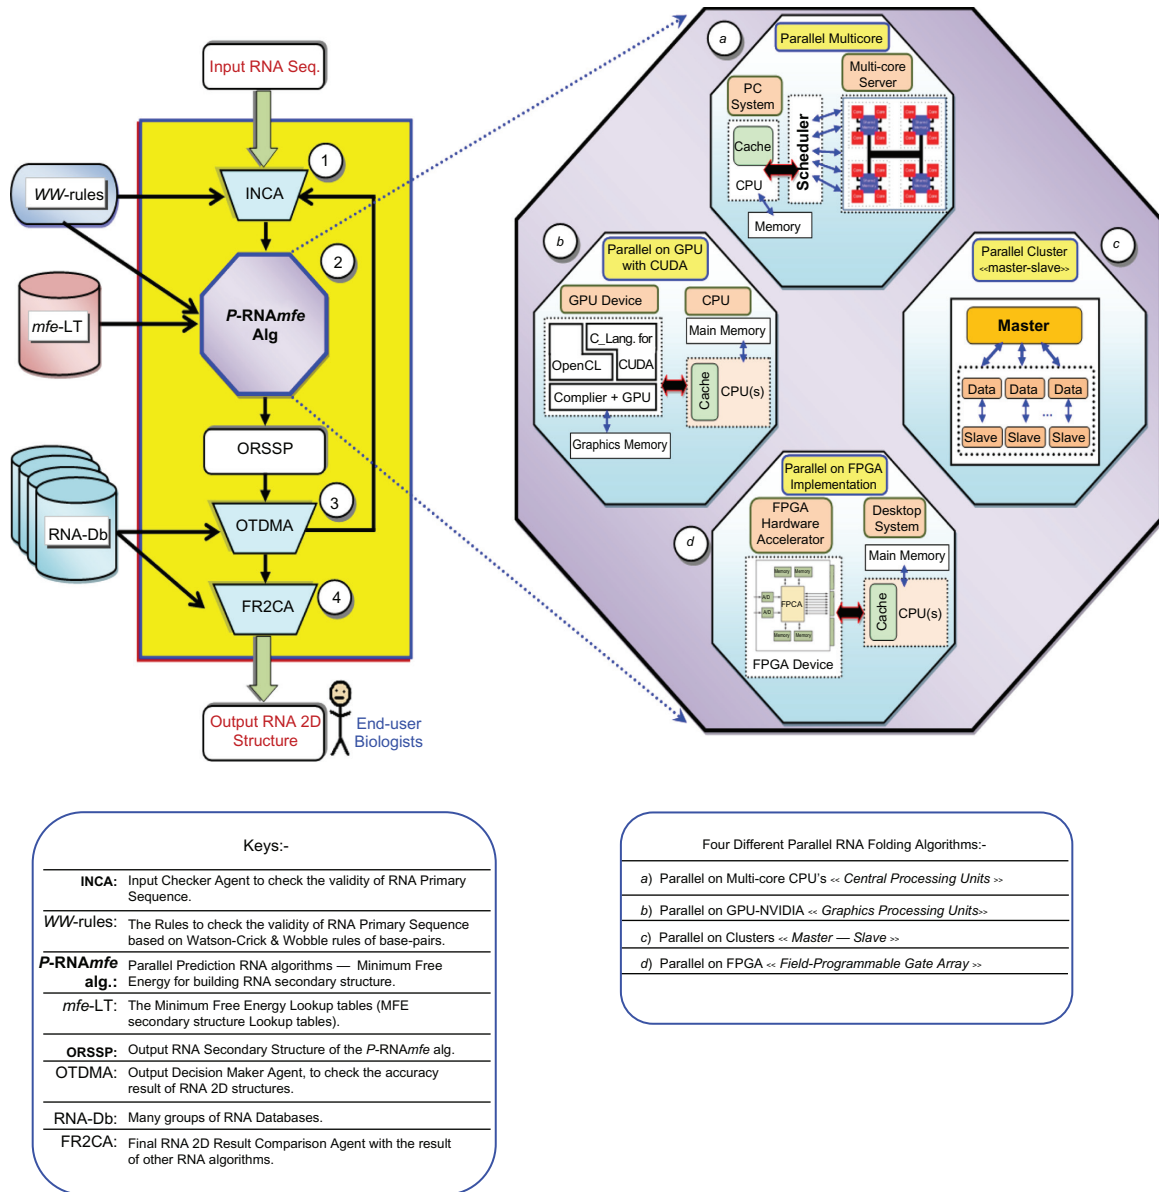 Input RNA Seq.
1
INCA
WW-rules
2
P-RNAmfe
Alg
mfe-LT
ORSSP
3
OTDMA
RNA-Db
4
FR2CA
Output RNA 2D
Structure
End-user
Biologists
a
Parallel Multicore
PC
System
Multi-core
Server
Cache
CPU
Scheduler
Memory
b
Parallel on GPU
with CUDA
GPU Device
CPU
C_Lang. for
CUDA
OpenCL
Complier + GPU
Graphics Memory
Main Memory
Cache
CPU(s)
c
Parallel Cluster
<<master-slave>>
Master
Data
Data
Data
...
Slave
Slave
Slave
d
Parallel on FPGA
Implementation
FPGA
Hardware
Accelerator
Desktop
System
Main Memory
Memory
Memory
A/D
A/D
FPCA
Memory
Memory
FPGA Device
Cache
CPU(s)
Keys:-
INCA: Input Checker Agent to check the validity of RNA Primary
Sequence.
WW-rules: The Rules to check the validity of RNA Primary Sequence
based on Watson-Crick & Wobble rules of base-pairs.
P-RNAmfe alg.: Parallel Prediction RNA algorithms — Minimum Free
Energy for building RNA secondary structure.
mfe-LT: The Minimum Free Energy Lookup tables (MFE
secondary structure Lookup tables).
ORSSP: Output RNA Secondary Structure of the P-RNAmfe alg.
OTDMA: Output Decision Maker Agent, to check the accuracy
result of RNA 2D structures.
RNA-Db: Many groups of RNA Databases.
FR2CA: Final RNA 2D Result Comparison Agent with the result
of other RNA algorithms.
Four Different Parallel RNA Folding Algorithms:-
a) Parallel on Multi-core CPU's << Central Processing Units >>
b) Parallel on GPU-NVIDIA << Graphics Processing Units>>
c) Parallel on Clusters << Master — Slave >>
d) Parallel on FPGA << Field-Programmable Gate Array >>